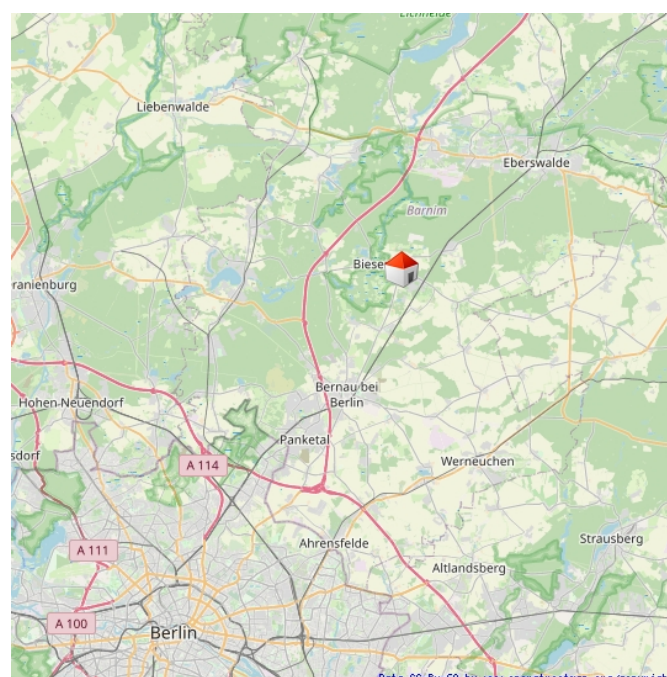 Liebenwalde
Eberswalde
Barnim
Biese
ranienburg
Bernau bei
Berlin
Hohen Neuendorf
Panketal
sdorf
A 114
Werneuchen
A 111
Ahrensfelde
Strausberg
Altlandsberg
A 100
Berlin